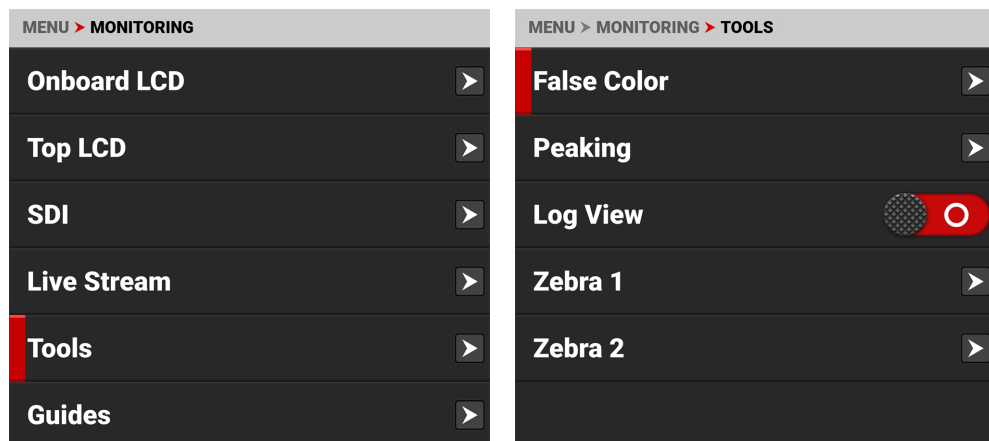 MENU ➤ MONITORING
Onboard LCD
Top LCD
SDI
Live Stream
Tools
Guides
MENU ➤ MONITORING ➤ TOOLS
False Color
Peaking
Log View
Zebra 1
Zebra 2